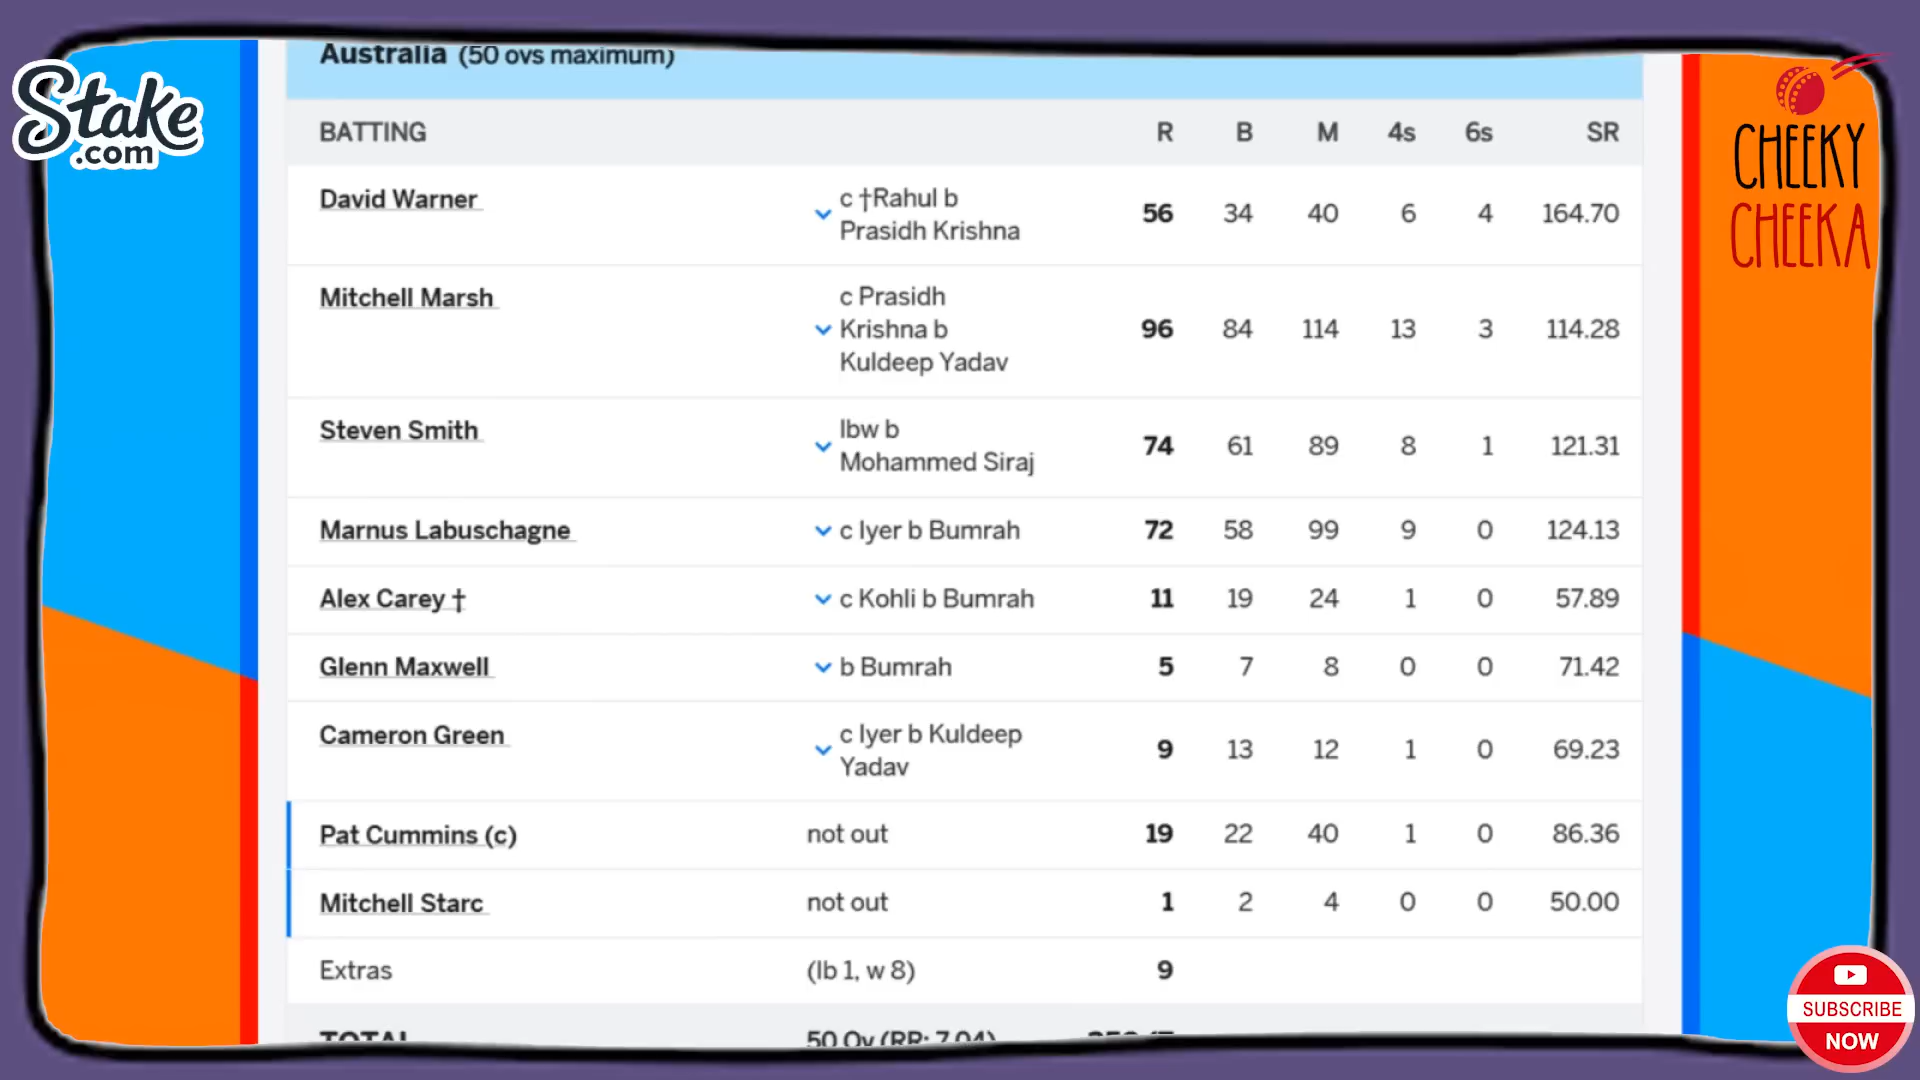 Australia (50 ovs maximum)
Stake
.com
CHEEKY
CHEEKA
BATTING R B M 4s 6s SR
David Warner c †Rahul b Prasidh Krishna 56 34 40 6 4 164.70
Mitchell Marsh c Prasidh Krishna b Kuldeep Yadav 96 84 114 13 3 114.28
Steven Smith lbw b Mohammed Siraj 74 61 89 8 1 121.31
Marnus Labuschagne c Iyer b Bumrah 72 58 99 9 0 124.13
Alex Carey † c Kohli b Bumrah 11 19 24 1 0 57.89
Glenn Maxwell b Bumrah 5 7 8 0 0 71.42
Cameron Green c Iyer b Kuldeep Yadav 9 13 12 1 0 69.23
Pat Cummins (c) not out 19 22 40 1 0 86.36
Mitchell Starc not out 1 2 4 0 0 50.00
Extras (lb 1, w 8) 9
TOTAL 50 Ov (RR: 7.04)
SUBSCRIBE
NOW